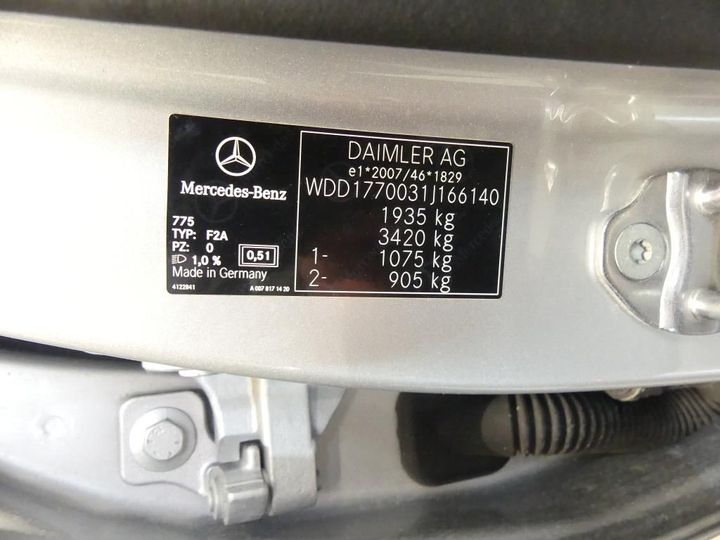 Mercedes-Benz
775
TYP: F2A
PZ: 0
1,0 % 0,51
Made in Germany
4122841 A 007 817 14 20
DAIMLER AG
e1*2007/46*1829
WDD1770031J166140
1935 kg
3420 kg
1- 1075 kg
2- 905 kg